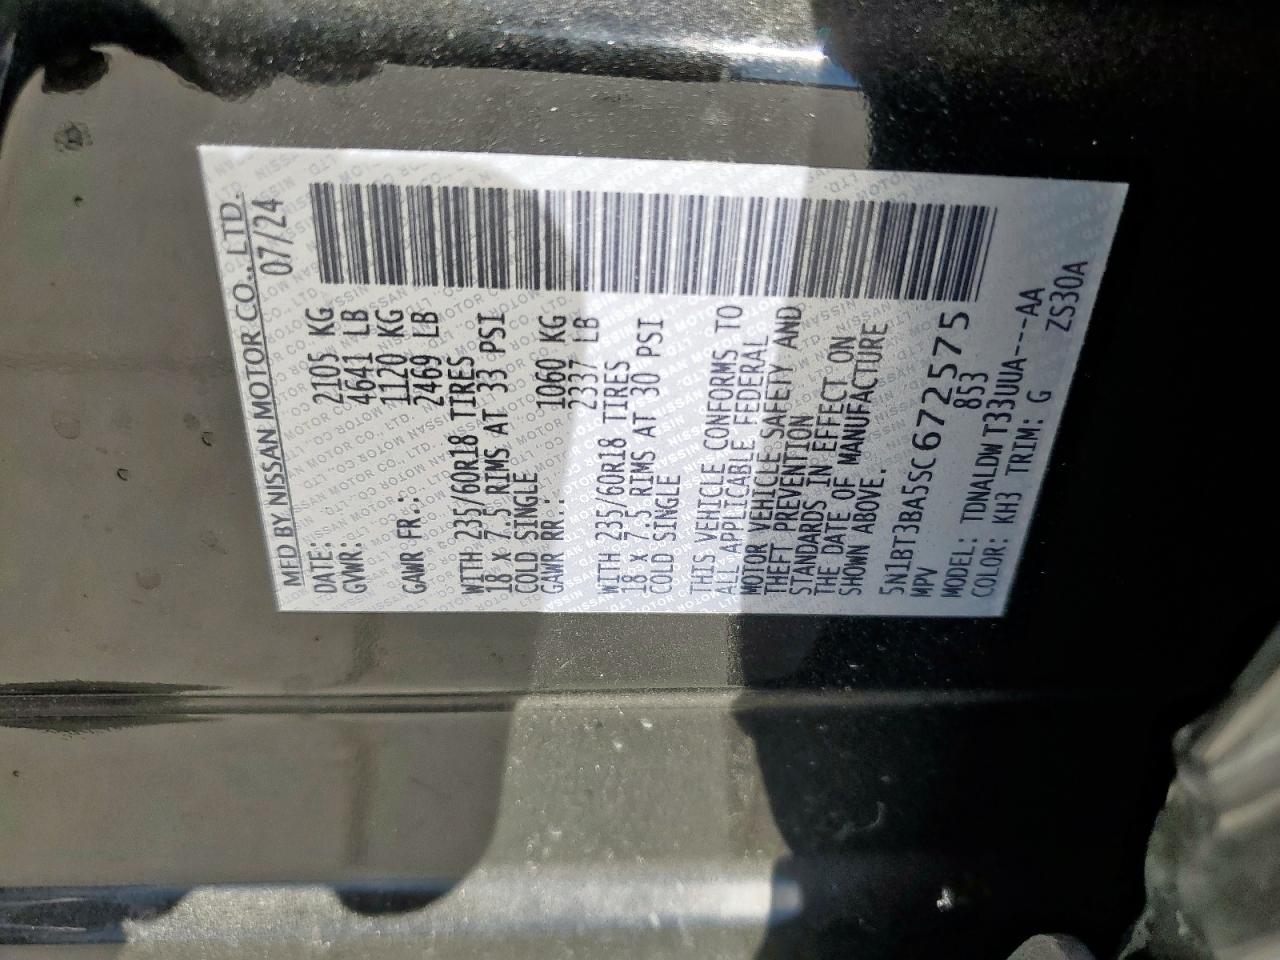 MFD BY NISSAN MOTOR CO., LTD.
DATE: 07/24
GVWR: 2105 KG
4641 LB
GAWR FR.: 1120 KG
2469 LB
WITH 235/60R18 TIRES
18 X 7.5 RIMS AT 33 PSI
COLD SINGLE
GAWR RR.: 1060 KG
2337 LB
WITH 235/60R18 TIRES
18 X 7.5 RIMS AT 30 PSI
COLD SINGLE
THIS VEHICLE CONFORMS TO
ALL APPLICABLE FEDERAL
MOTOR VEHICLE SAFETY AND
THEFT PREVENTION
STANDARDS IN EFFECT ON
THE DATE OF MANUFACTURE
SHOWN ABOVE.
5N1BT3BA5SC672575
MPV 853
MODEL: TDNALDWT33UUA----AA
COLOR: KH3 TRIM: G ZS30A